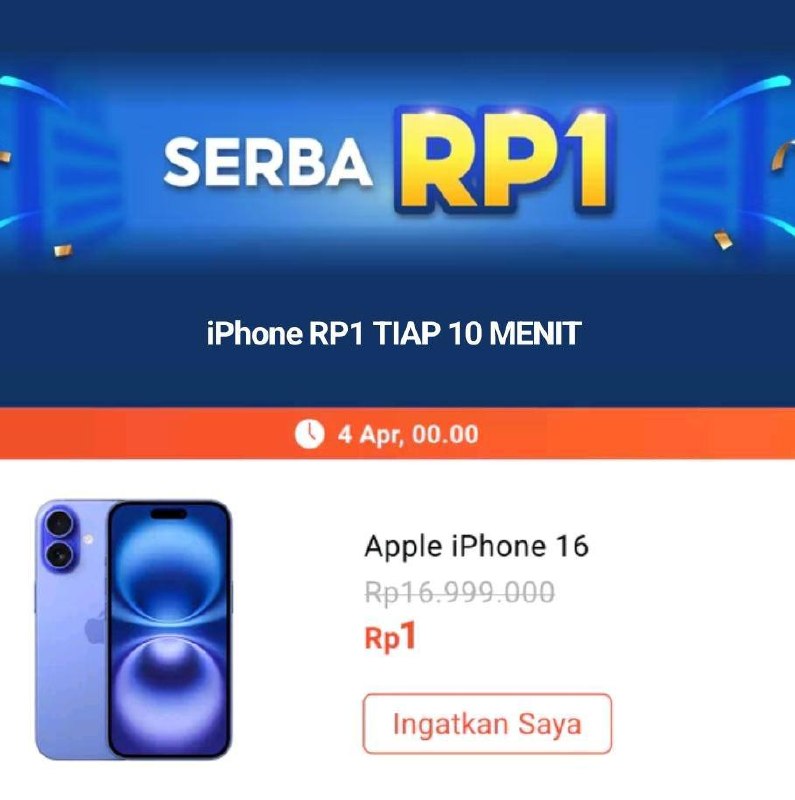 SERBA RP1
iPhone RP1 TIAP 10 MENIT
4 Apr, 00.00
Apple iPhone 16
Rp16.999.000
Rp1
Ingatkan Saya